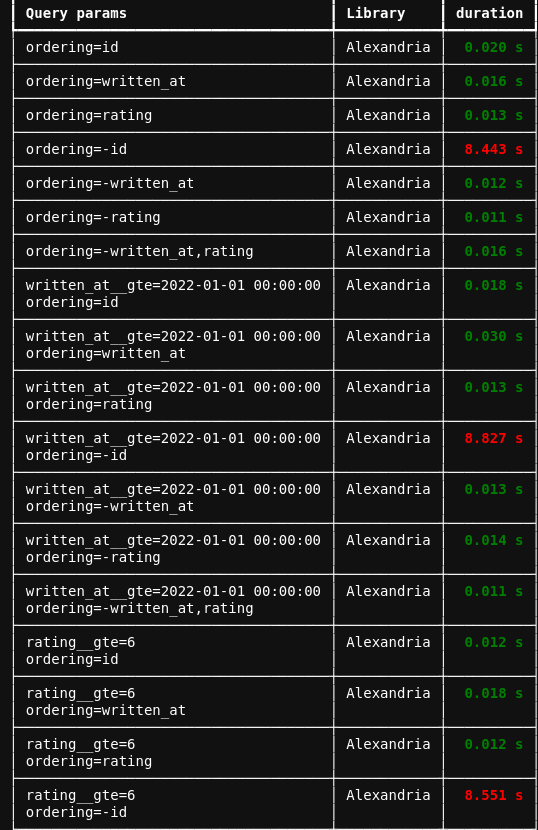 Query params Library duration
ordering=id Alexandria 0.020 s
ordering=written_at Alexandria 0.016 s
ordering=rating Alexandria 0.013 s
ordering=-id Alexandria 8.443 s
ordering=-written_at Alexandria 0.012 s
ordering=-rating Alexandria 0.011 s
ordering=-written_at,rating Alexandria 0.016 s
written_at__gte=2022-01-01 00:00:00 Alexandria 0.018 s
ordering=id
written_at__gte=2022-01-01 00:00:00 Alexandria 0.030 s
ordering=written_at
written_at__gte=2022-01-01 00:00:00 Alexandria 0.013 s
ordering=rating
written_at__gte=2022-01-01 00:00:00 Alexandria 8.827 s
ordering=-id
written_at__gte=2022-01-01 00:00:00 Alexandria 0.013 s
ordering=-written_at
written_at__gte=2022-01-01 00:00:00 Alexandria 0.014 s
ordering=-rating
written_at__gte=2022-01-01 00:00:00 Alexandria 0.011 s
ordering=-written_at,rating
rating__gte=6 Alexandria 0.012 s
ordering=id
rating__gte=6 Alexandria 0.018 s
ordering=written_at
rating__gte=6 Alexandria 0.012 s
ordering=rating
rating__gte=6 Alexandria 8.551 s
ordering=-id